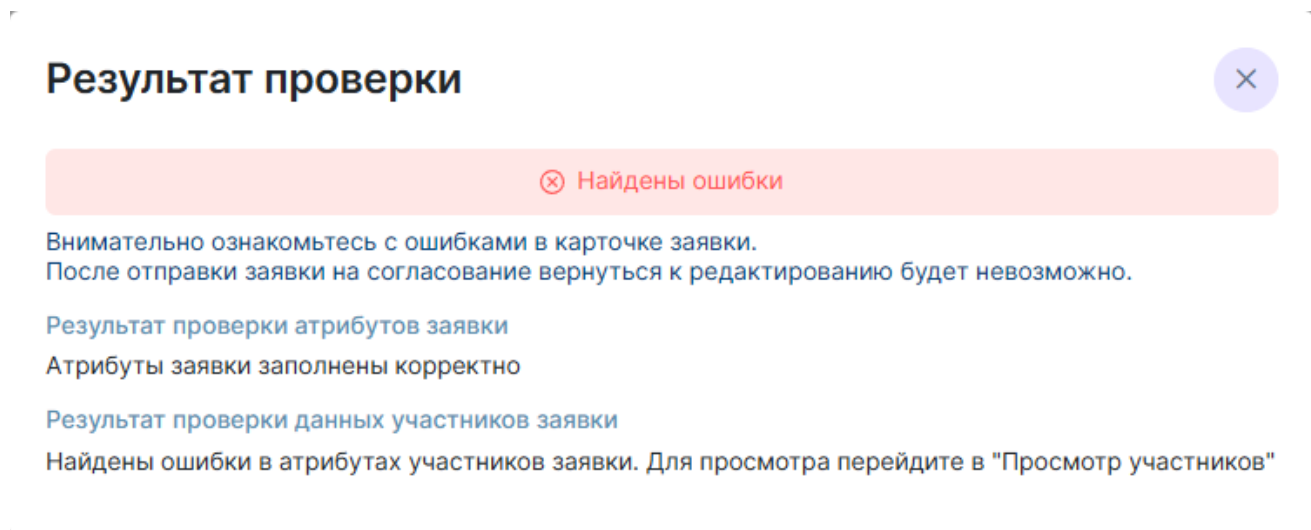 Результат проверки
Найдены ошибки
Внимательно ознакомьтесь с ошибками в карточке заявки.
После отправки заявки на согласование вернуться к редактированию будет невозможно.
Результат проверки атрибутов заявки
Атрибуты заявки заполнены корректно
Результат проверки данных участников заявки
Найдены ошибки в атрибутах участников заявки. Для просмотра перейдите в "Просмотр участников"